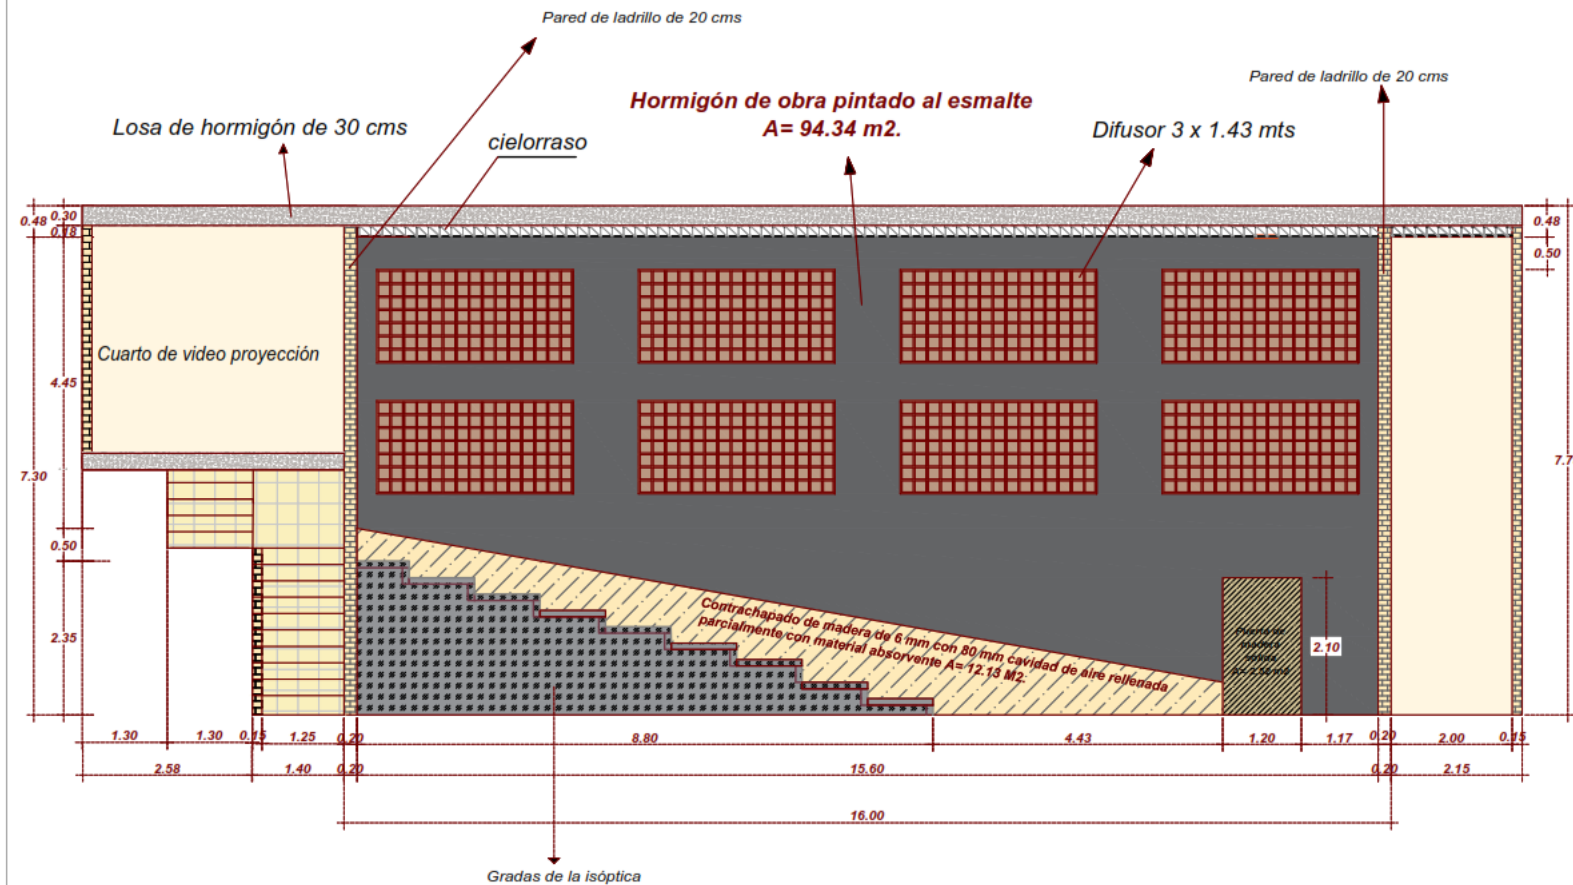 Pared de ladrillo de 20 cms
Pared de ladrillo de 20 cms
Hormigón de obra pintado al esmalte
A= 94.34 m2.
Losa de hormigón de 30 cms
cielorraso
Difusor 3 x 1.43 mts
0.48
0.30
0.18
0.48
0.50
Cuarto de video proyección
4.45
7.30
7.7
0.50
2.35
Contrachapado de madera de 6 mm con 80 mm cavidad de aire rellenada
parcialmente con material absorvente A= 12.13 M2.
Puerta de
madera
2.10
1.30
1.30
0.15
1.25
0.20
8.80
4.43
1.20
1.17
0.20
2.00
0.15
2.58
1.40
0.20
15.60
0.20
2.15
16.00
Gradas de la isóptica